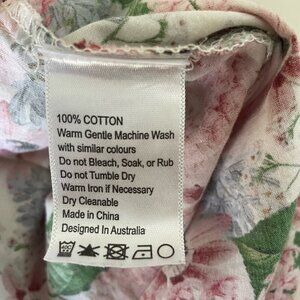 100% COTTON
Warm Gentle Machine Wash
with similar colours
Do not Bleach, Soak, or Rub
Do not Tumble Dry
Warm Iron if Necessary
Dry Cleanable
Made in China
Designed In Australia